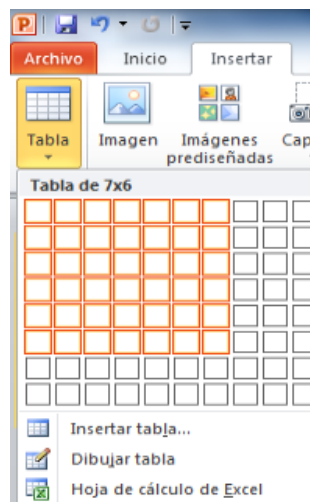 P
Archivo Inicio Insertar
Tabla Imagen Imágenes prediseñadas Cap
Tabla de 7x6
Insertar tabla...
Dibujar tabla
Hoja de cálculo de Excel